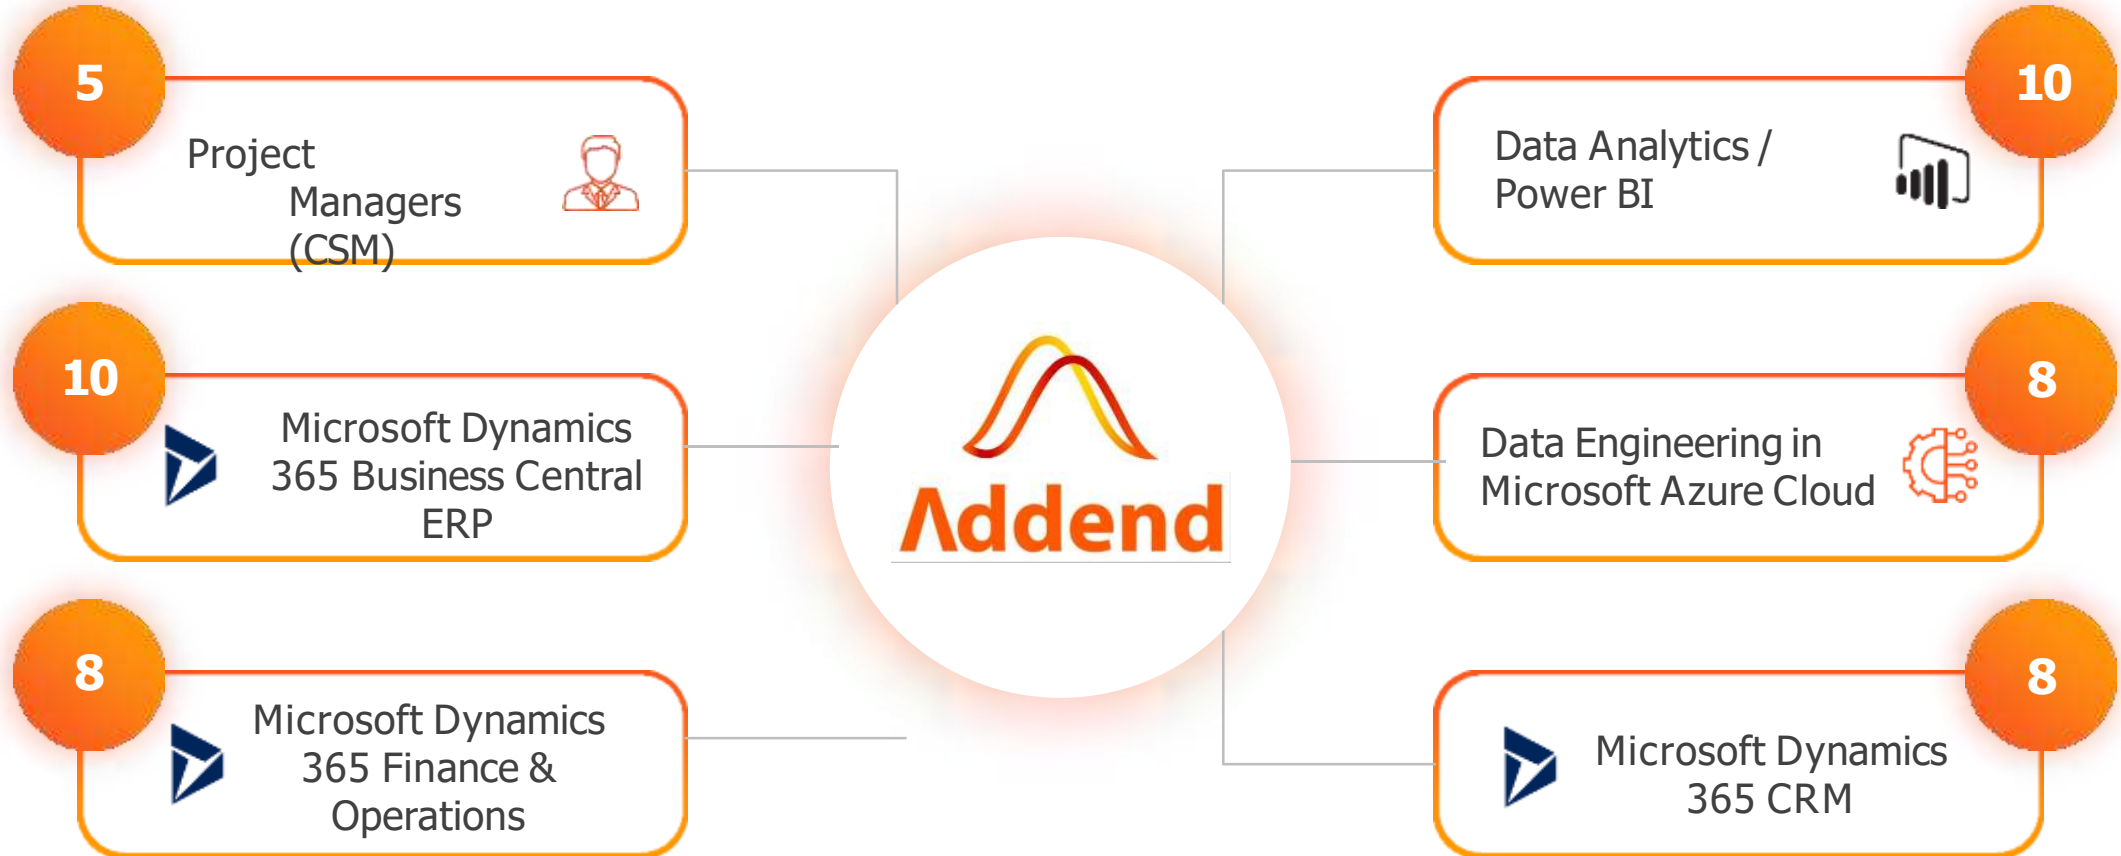 5
Project
Managers
(CSM)
10
Microsoft Dynamics
365 Business Central
ERP
8
Microsoft Dynamics
365 Finance &
Operations
Addend
10
Data Analytics /
Power BI
8
Data Engineering in
Microsoft Azure Cloud
8
Microsoft Dynamics
365 CRM